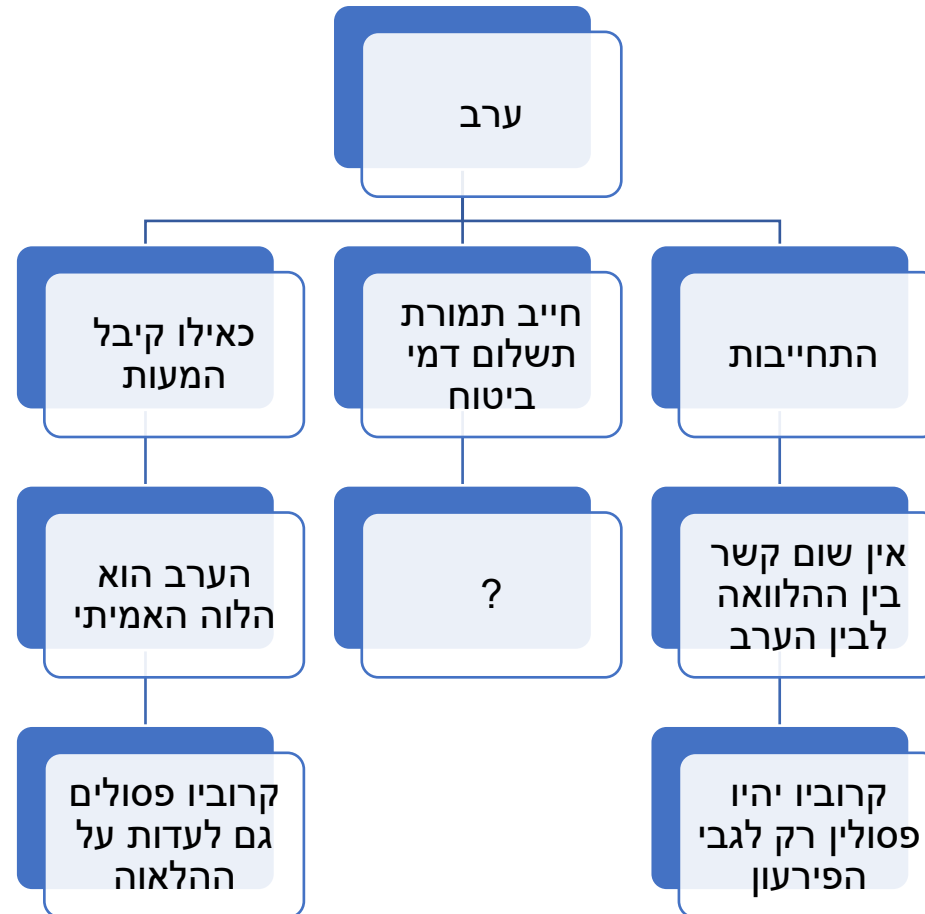 ערב
התחייבות
חייב תמורת
תשלום דמי
ביטוח
כאילו קיבל
המעות
אין שום קשר
בין ההלוואה
לבין הערב
?
הערב הוא
הלוה האמיתי
קרוביו יהיו
פסולין רק לגבי
הפירעון
קרוביו פסולים
גם לעדות על
ההלאוה